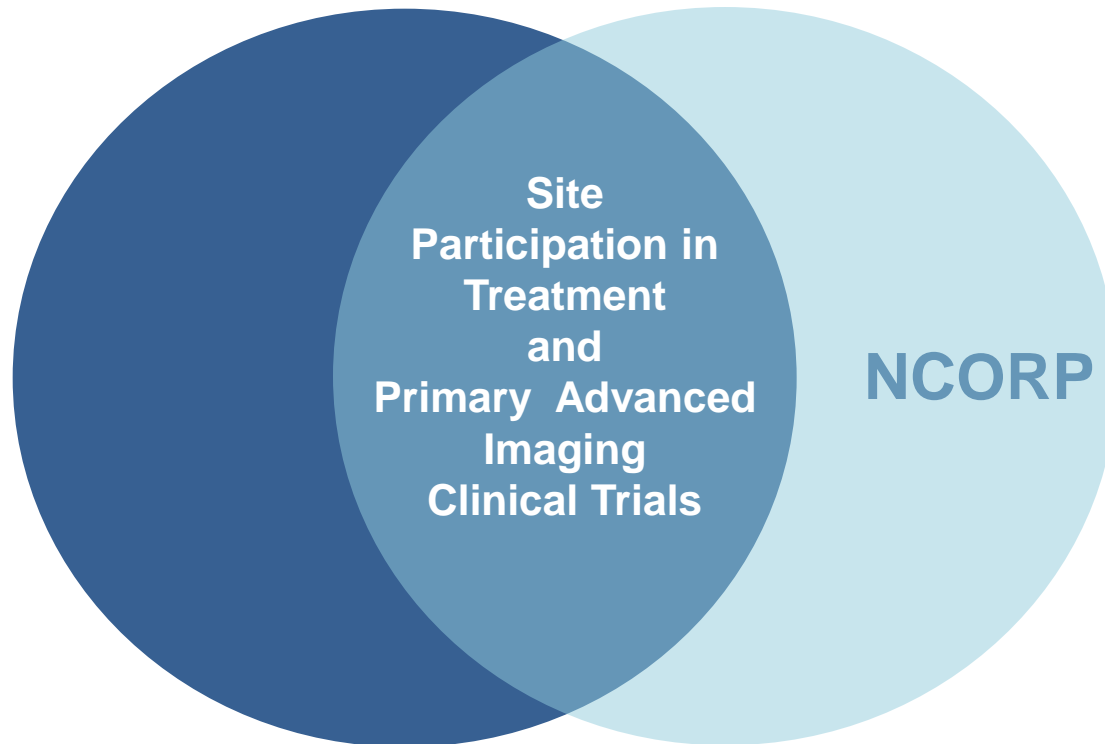 Site
Participation in
Treatment
and
Primary Advanced
Imaging
Clinical Trials
NCORP